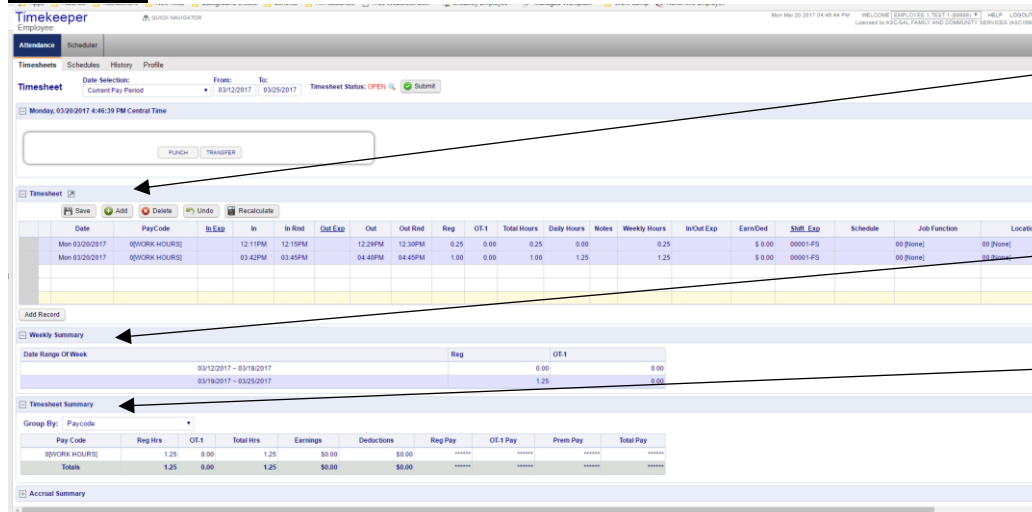 Timekeeper
Employee
QUICK NAVIGATOR
Mon Mar 20 2017 04:46:44 PM WELCOME EMPLOYEE 1,TEST 1 (99999) HELP LOGOUT
Attendance Scheduler
Timesheets Schedules History Profile
Timesheet
Date Selection: From: To:
Current Pay Period 03/12/2017 03/25/2017 Timesheet Status: OPEN Submit
Monday, 03/20/2017 4:46:39 PM Central Time
PUNCH TRANSFER
Timesheet
Save Add Delete Undo Recalculate
Date PayCode In Exp In In Rnd Out Exp Out Out Rnd Reg OT-1 Total Hours Daily Hours Notes Weekly Hours In/Out Exp Earn/Ded Shift_Exp Schedule Job Function Locatio
Mon 03/20/2017 0[WORK HOURS] 12:11PM 12:15PM 12:29PM 12:30PM 0.25 0.00 0.25 0.00 0.25 $ 0.00 00001-FS 00 [None] 00 [None]
Mon 03/20/2017 0[WORK HOURS] 03:42PM 03:45PM 04:40PM 04:45PM 1.00 0.00 1.00 1.25 1.25 $ 0.00 00001-FS 00 [None] 00 [None]
Add Record
Weekly Summary
Date Range Of Week Reg OT-1
03/12/2017 – 03/18/2017 0.00 0.00
03/19/2017 – 03/25/2017 1.25 0.00
Timesheet Summary
Group By: Paycode
Pay Code Reg Hrs OT-1 Total Hrs Earnings Deductions Reg Pay OT-1 Pay Prem Pay Total Pay
0[WORK HOURS] 1.25 0.00 1.25 $0.00 $0.00 ****** ****** ****** ******
Totals 1.25 0.00 1.25 $0.00 $0.00 ****** ****** ****** ******
Accrual Summary